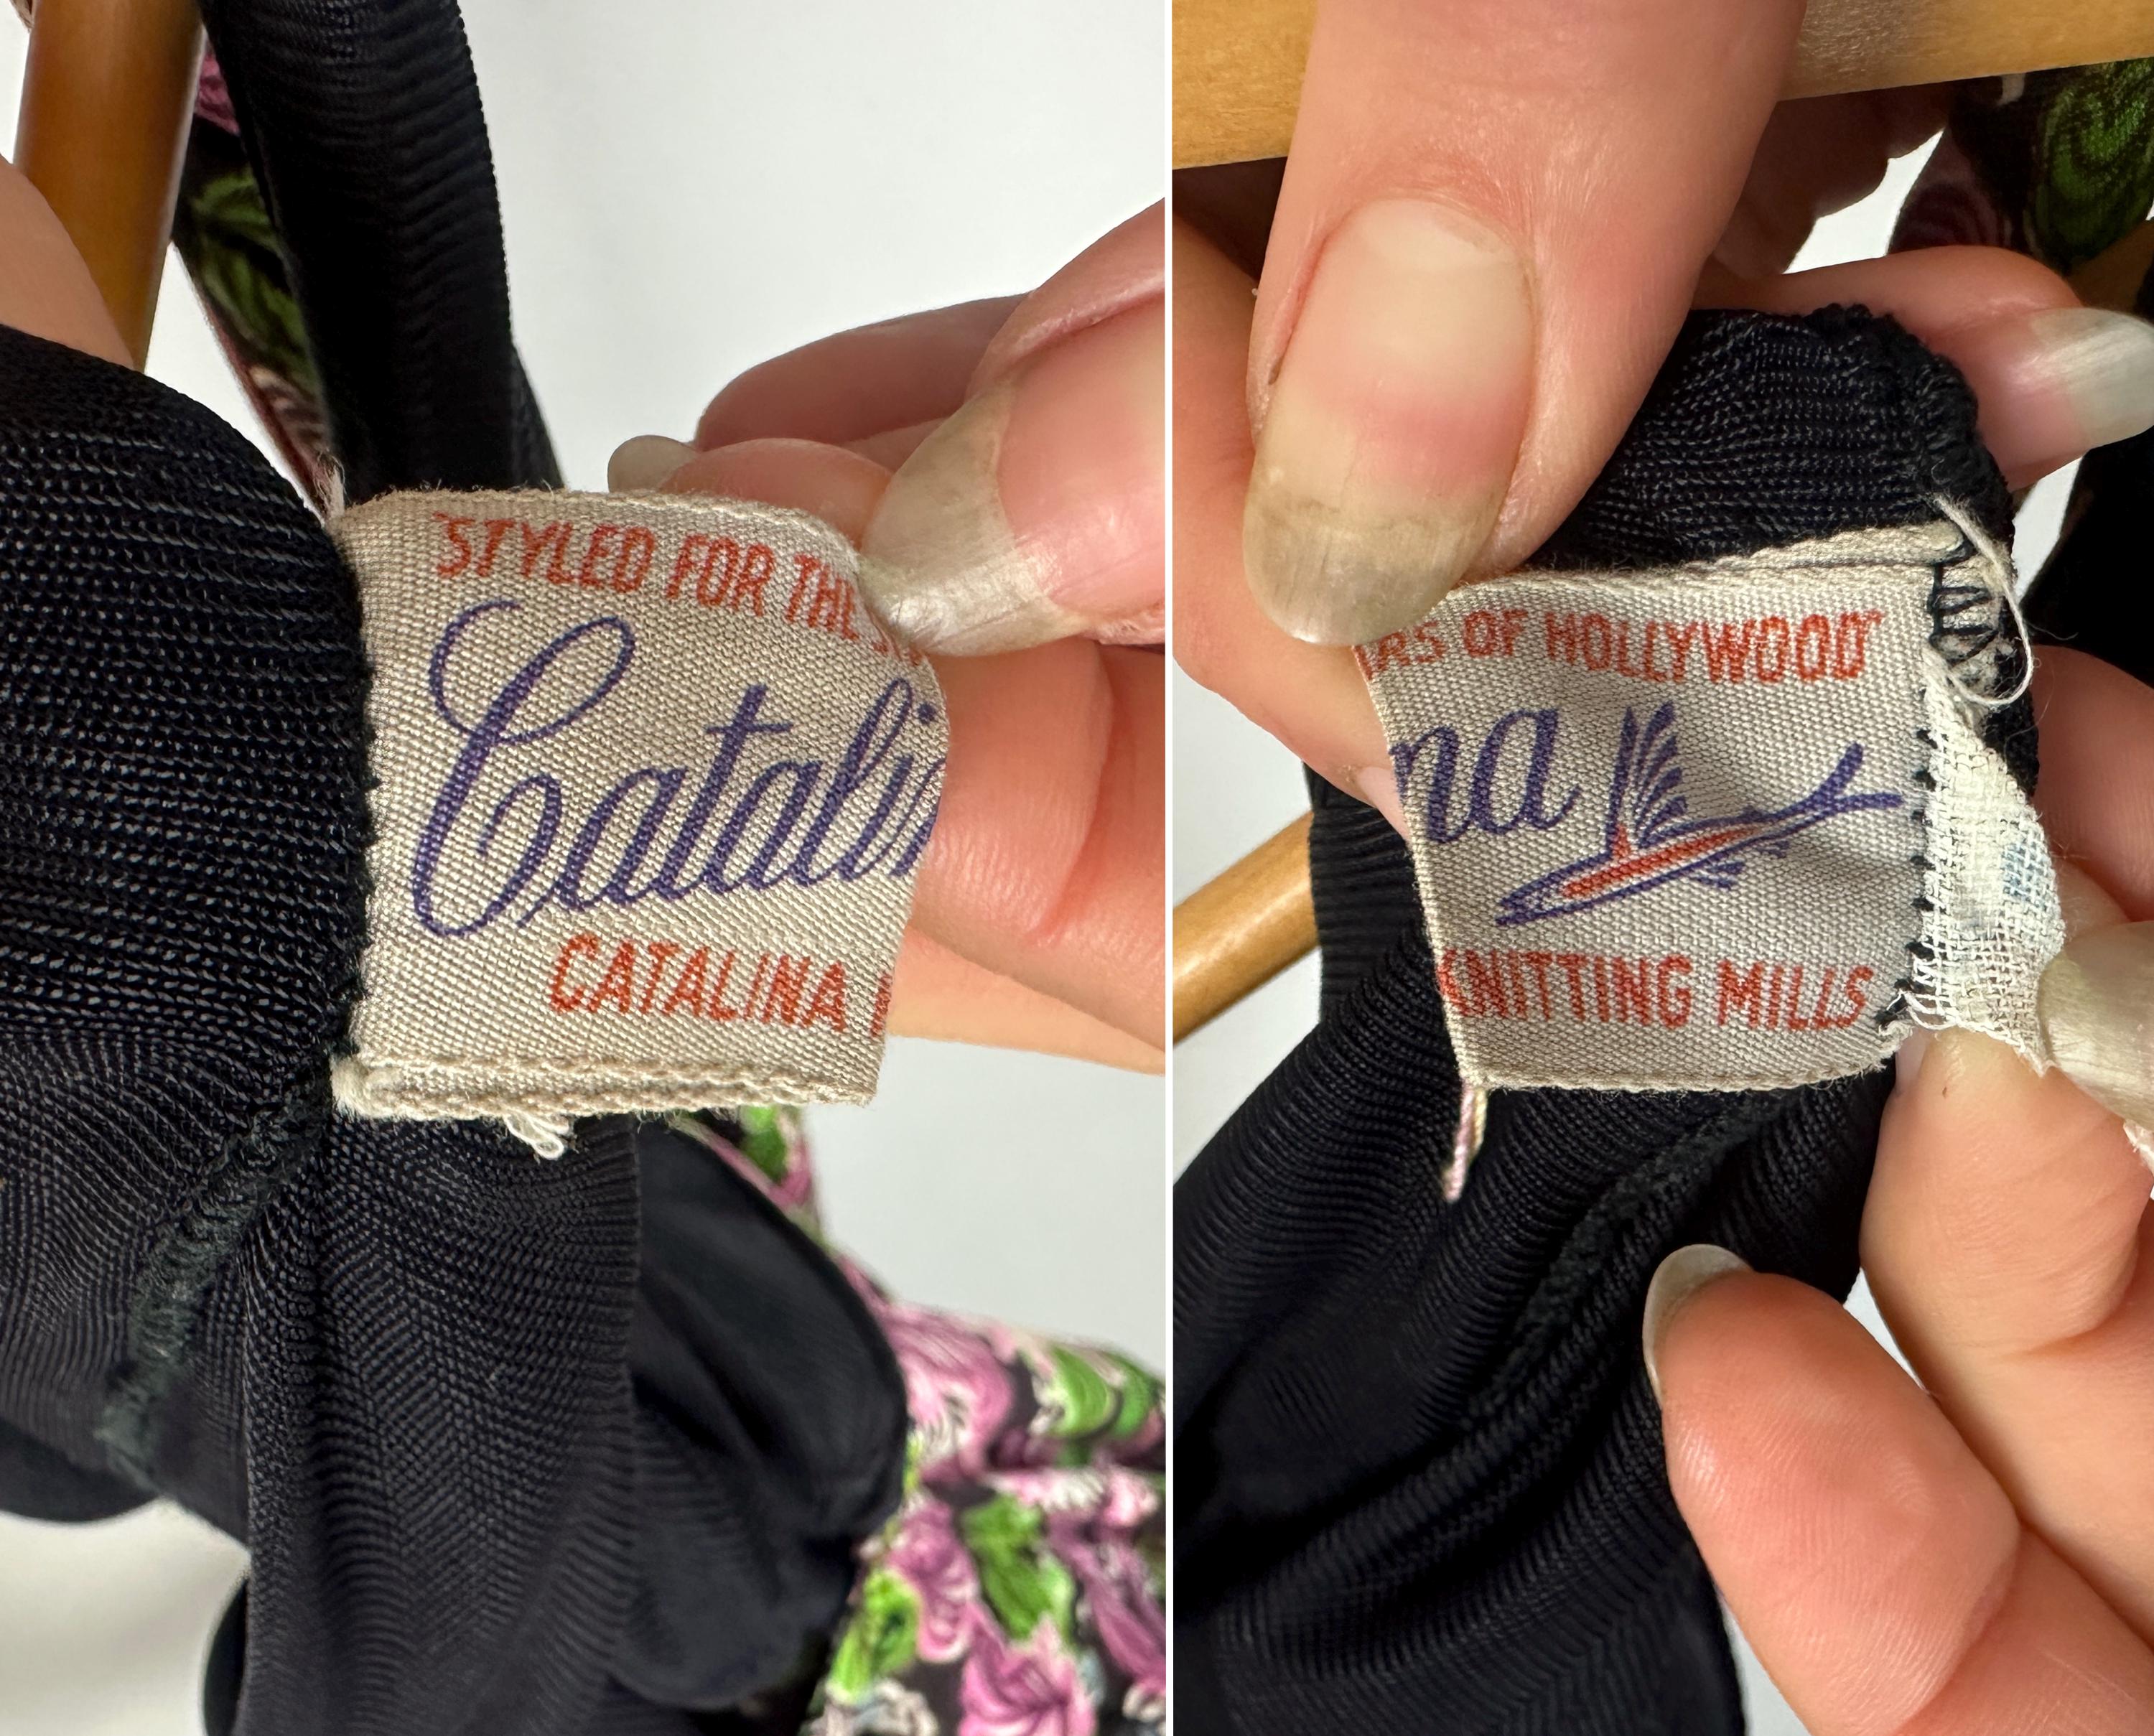 "STYLED FOR THE
Catali
CATALINA
OF HOLLYWOOD"
na
KNITTING MILLS